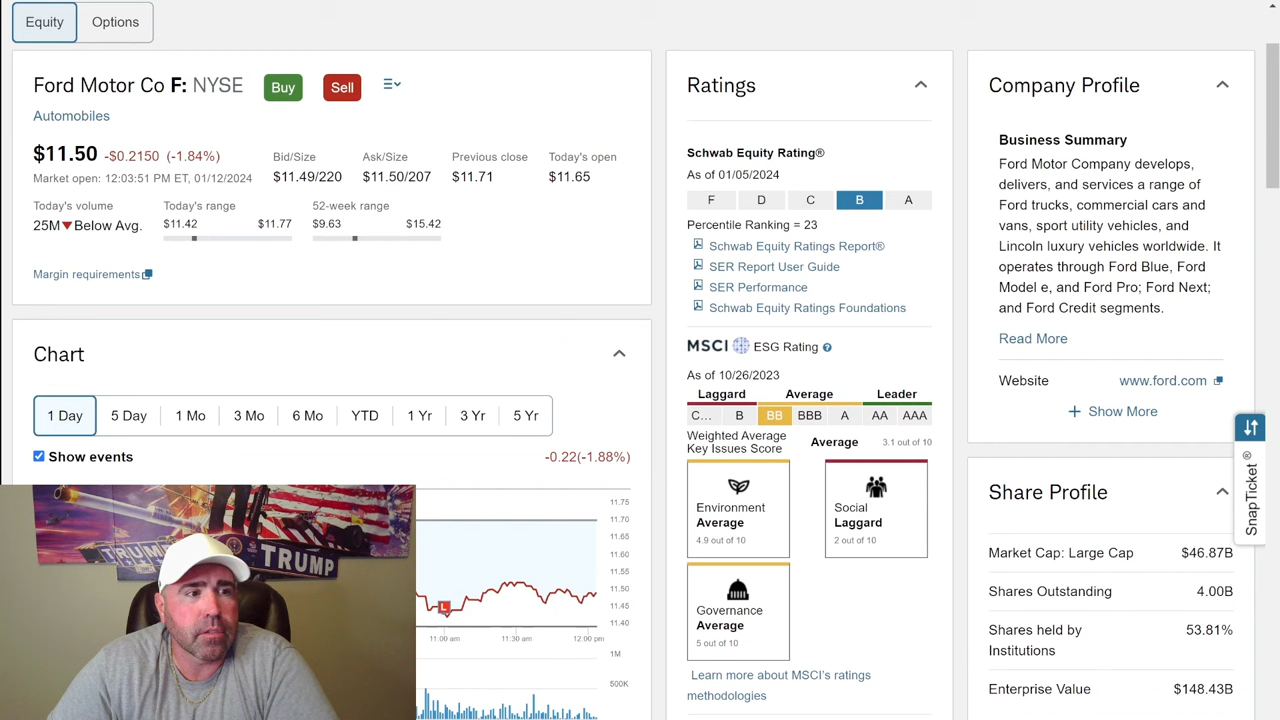 Equity
Options
Ford Motor Co F: NYSE
Buy
Sell
Automobiles
$11.50 -$0.2150 (-1.84%)
Market open: 12:03:51 PM ET, 01/12/2024
Bid/Size
$11.49/220
Ask/Size
$11.50/207
Previous close
$11.71
Today's open
$11.65
Today's volume
25M Below Avg.
Today's range
$11.42 $11.77
52-week range
$9.63 $15.42
Margin requirements
Chart
1 Day 5 Day 1 Mo 3 Mo 6 Mo YTD 1 Yr 3 Yr 5 Yr
Show events
-0.22(-1.88%)
11.75
11.70
11.65
11.60
11.55
11.50
11.45
11.40
L
11:00 am 11:30 am 12:00 pm
1M
500K
TRUMP
TRUMP
Ratings
Schwab Equity Rating®
As of 01/05/2024
F D C B A
Percentile Ranking = 23
Schwab Equity Ratings Report®
SER Report User Guide
SER Performance
Schwab Equity Ratings Foundations
MSCI ESG Rating ?
As of 10/26/2023
Laggard Average Leader
C... B BB BBB A AA AAA
Weighted Average
Key Issues Score
Average
3.1 out of 10
Environment
Average
4.9 out of 10
Social
Laggard
2 out of 10
Governance
Average
5 out of 10
Learn more about MSCI's ratings
methodologies
Company Profile
Business Summary
Ford Motor Company develops,
delivers, and services a range of
Ford trucks, commercial cars and
vans, sport utility vehicles, and
Lincoln luxury vehicles worldwide. It
operates through Ford Blue, Ford
Model e, and Ford Pro; Ford Next;
and Ford Credit segments.
Read More
Website www.ford.com
+ Show More
SnapTicket®
Share Profile
Market Cap: Large Cap $46.87B
Shares Outstanding 4.00B
Shares held by
Institutions
53.81%
Enterprise Value $148.43B